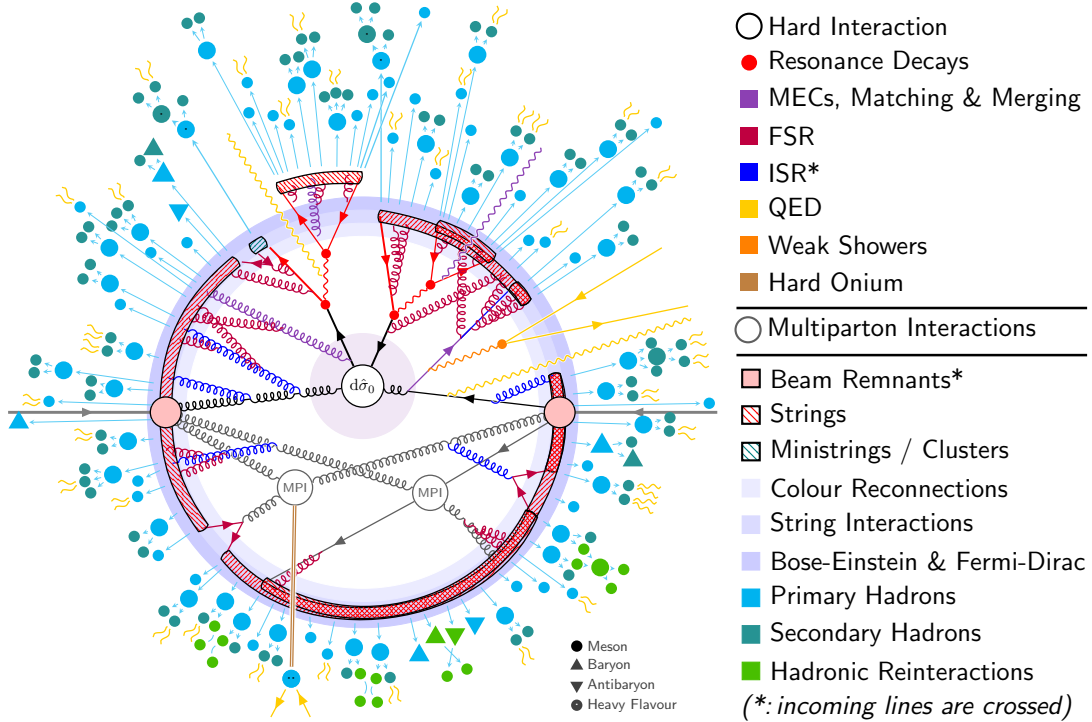 Hard Interaction
Resonance Decays
MECs, Matching & Merging
FSR
ISR*
QED
Weak Showers
Hard Onium
Multiparton Interactions
Beam Remnants*
Strings
Ministrings / Clusters
Colour Reconnections
String Interactions
Bose-Einstein & Fermi-Dirac
Primary Hadrons
Secondary Hadrons
Hadronic Reinteractions
(*: incoming lines are crossed)
dσ̂₀
MPI
MPI
Meson
Baryon
Antibaryon
Heavy Flavour